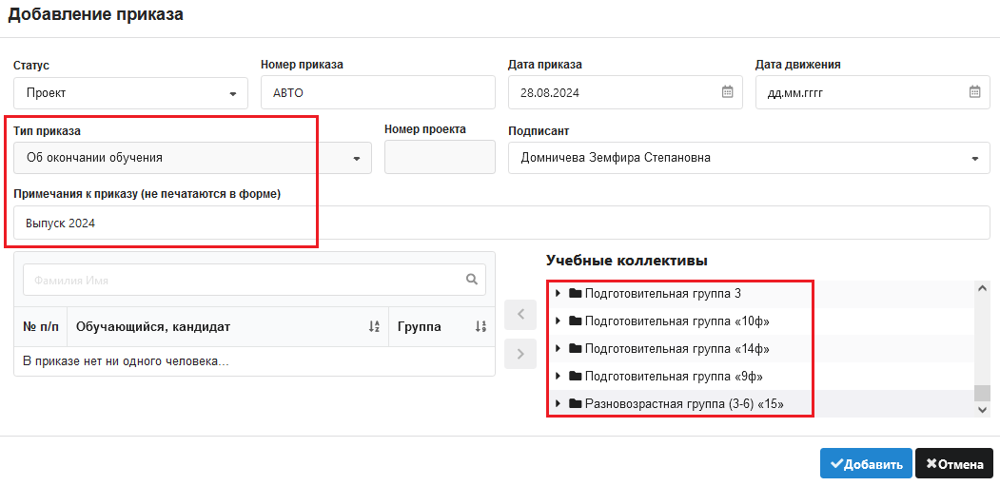 Добавление приказа
Статус
Номер приказа
Дата приказа
Дата движения
Проект
АВТО
28.08.2024
дд.мм.гггг
Тип приказа
Номер проекта
Подписант
Об окончании обучения
Домничева Земфира Степановна
Примечания к приказу (не печатаются в форме)
Выпуск 2024
Фамилия Имя
№ п/п
Обучающийся, кандидат
Группа
В приказе нет ни одного человека...
Учебные коллективы
Подготовительная группа 3
Подготовительная группа «10ф»
Подготовительная группа «14ф»
Подготовительная группа «9ф»
Разновозрастная группа (3-6) «15»
Добавить
Отмена